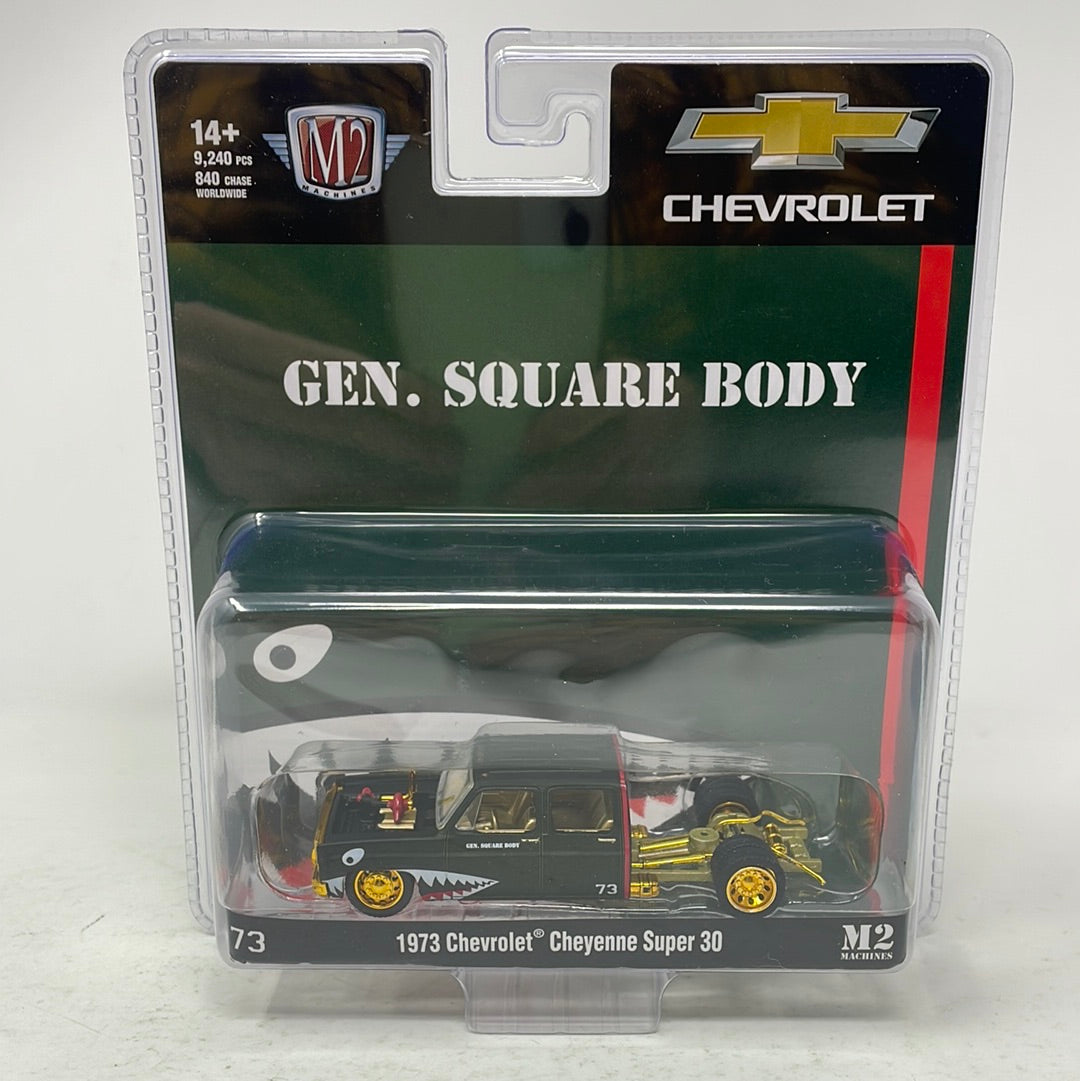 14+
9,240 PCS
840 CHASE
WORLDWIDE
M2
MACHINES
CHEVROLET
GEN. SQUARE BODY
GEN. SQUARE BODY
73
73
1973 Chevrolet® Cheyenne Super 30
M2
MACHINES